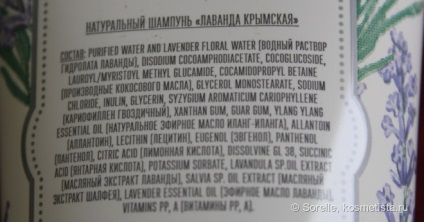 НАТУРАЛЬНЫЙ ШАМПУНЬ «ЛАВАНДА КРЫМСКАЯ»
СОСТАВ: PURIFIED WATER AND LAVENDER FLORAL WATER (ВОДНЫЙ РАСТВОР
ГИДРОЛАТА ЛАВАНДЫ), DISODIUM COCOAMPHODIACETATE, COCOGLUCOSIDE,
LAUROYL/MYRISTOYL METHYL GLUCAMIDE, COCAMIDOPROPYL BETAINE
(ПРОИЗВОДНЫЕ КОКОСОВОГО МАСЛА), GLYCEROL MONOSTEARATE, SODIUM
CHLORIDE, INULIN, GLYCERIN, SYZYGIUM AROMATICUM CARIOPHYLLENE
(КАРИОФИЛЛЕН ГВОЗДИЧНЫЙ), XANTHAN GUM, GUAR GUM, YLANG YLANG
ESSENTIAL OIL (НАТУРАЛЬНОЕ ЭФИРНОЕ МАСЛО ИЛАНГ-ИЛАНГА), ALLANTOIN
(АЛЛАНТОИН), LECITHIN (ЛЕЦИТИН), EUGENOL (ЭВГЕНОЛ), PANTHENOL
(ПАНТЕНОЛ), CITRIC ACID (ЛИМОННАЯ КИСЛОТА), DISSOLVINE GL 38, SUCCINIC
ACID (ЯНТАРНАЯ КИСЛОТА), POTASSIUM SORBATE, LAVANDULA SP. OIL EXTRACT
(МАСЛЯНЫЙ ЭКСТРАКТ ЛАВАНДЫ), SALVIA SP. OIL EXTRACT (МАСЛЯНЫЙ
ЭКСТРАКТ ШАЛФЕЯ), LAVENDER ESSENTIAL OIL (ЭФИРНОЕ МАСЛО ЛАВАНДЫ),
VITAMINS PP, A (ВИТАМИНЫ PP, A).
© Sorelle, kosmetista.ru